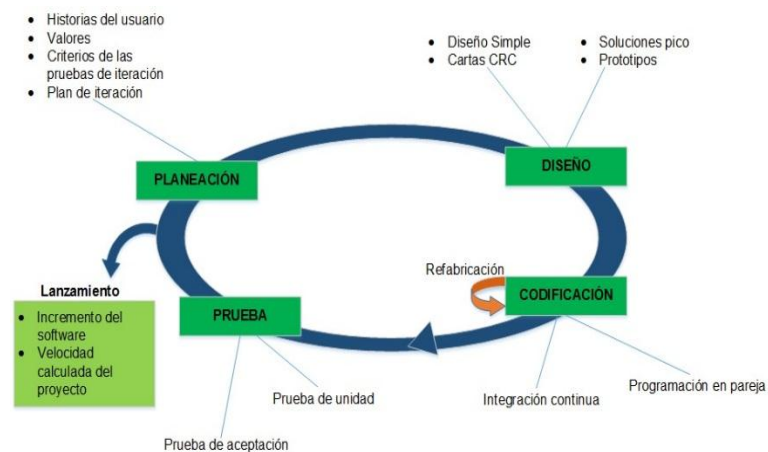 • Historias del usuario
• Valores
• Criterios de las
pruebas de iteración
• Plan de iteración
• Diseño Simple
• Cartas CRC
• Soluciones pico
• Prototipos
PLANEACIÓN
DISEÑO
Refabricación
CODIFICACIÓN
Lanzamiento
• Incremento del
software
• Velocidad
calculada del
proyecto
PRUEBA
Prueba de unidad
Prueba de aceptación
Integración continua
Programación en pareja